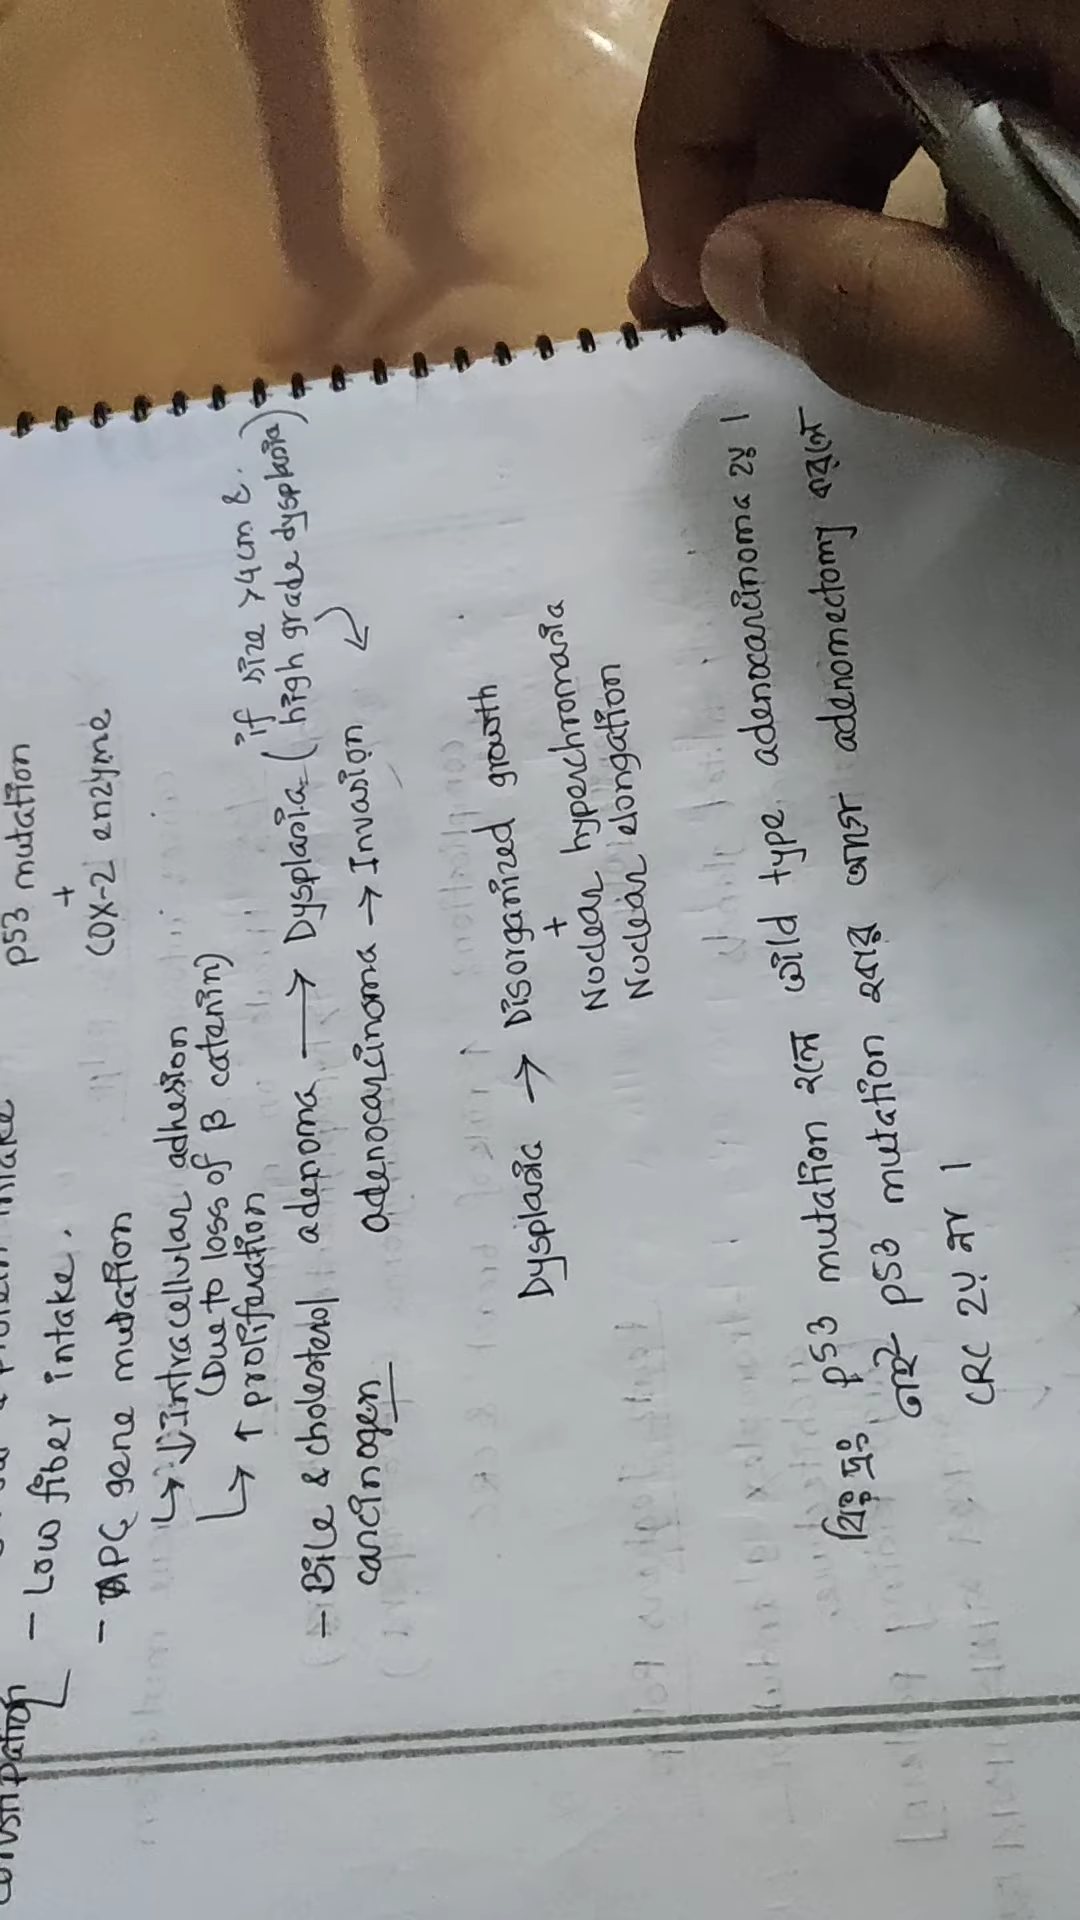 constipation
- Low fiber intake.
- APC gene mutation
p53 mutation
+
COX-2 enzyme
↳ ↓ intracellular adhesion
(Due to loss of β catenin)
↳ ↑ proliferation
- Bile & cholesterol
carcinogen
adenoma → Dysplasia (if size >4cm &
high grade dysplasia)
adenocarcinoma → Invasion ↙
Dysplasia → Disorganized growth
+
Nuclear hyperchromasia
Nuclear elongation
p53 mutation হলে wild type adenocarcinoma হয়।
তাই p53 mutation হবার আগে adenomectomy করলে
CRC হয় না।